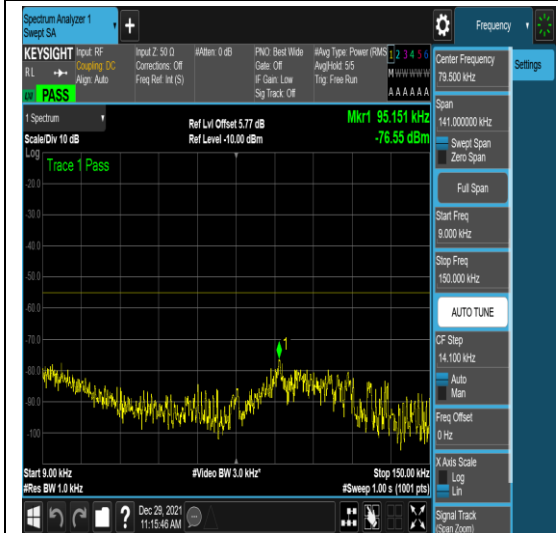 Spectrum Analyzer 1
Swept SA
+
Frequency
KEYSIGHT
RL
PASS
Input: RF
Coupling: DC
Align: Auto
Input Z: 50 Ω
Corrections: Off
Freq Ref: Int (S)
#Atten: 0 dB
PNO: Best Wide
Gate: Off
IF Gain: Low
Sig Track: Off
#Avg Type: Power (RMS
Avg|Hold: 5/5
Trig: Free Run
1 2 3 4 5 6
M W W W W W
A A A A A A
1 Spectrum
Scale/Div 10 dB
Log
Trace 1 Pass
Ref Lvl Offset 5.77 dB
Ref Level -10.00 dBm
Mkr1 95.151 kHz
-76.55 dBm
-20.0
-30.0
-40.0
-50.0
-60.0
-70.0
-80.0
-90.0
-100
1
Start 9.00 kHz
#Res BW 1.0 kHz
#Video BW 3.0 kHz*
Stop 150.00 kHz
#Sweep 1.00 s (1001 pts)
Center Frequency
79.500 kHz
Settings
Span
141.000000 kHz
Swept Span
Zero Span
Full Span
Start Freq
9.000 kHz
Stop Freq
150.000 kHz
AUTO TUNE
CF Step
14.100 kHz
Auto
Man
Freq Offset
0 Hz
X Axis Scale
Log
Lin
Signal Track
(Span Zoom)
?
Dec 29, 2021
11:15:46 AM